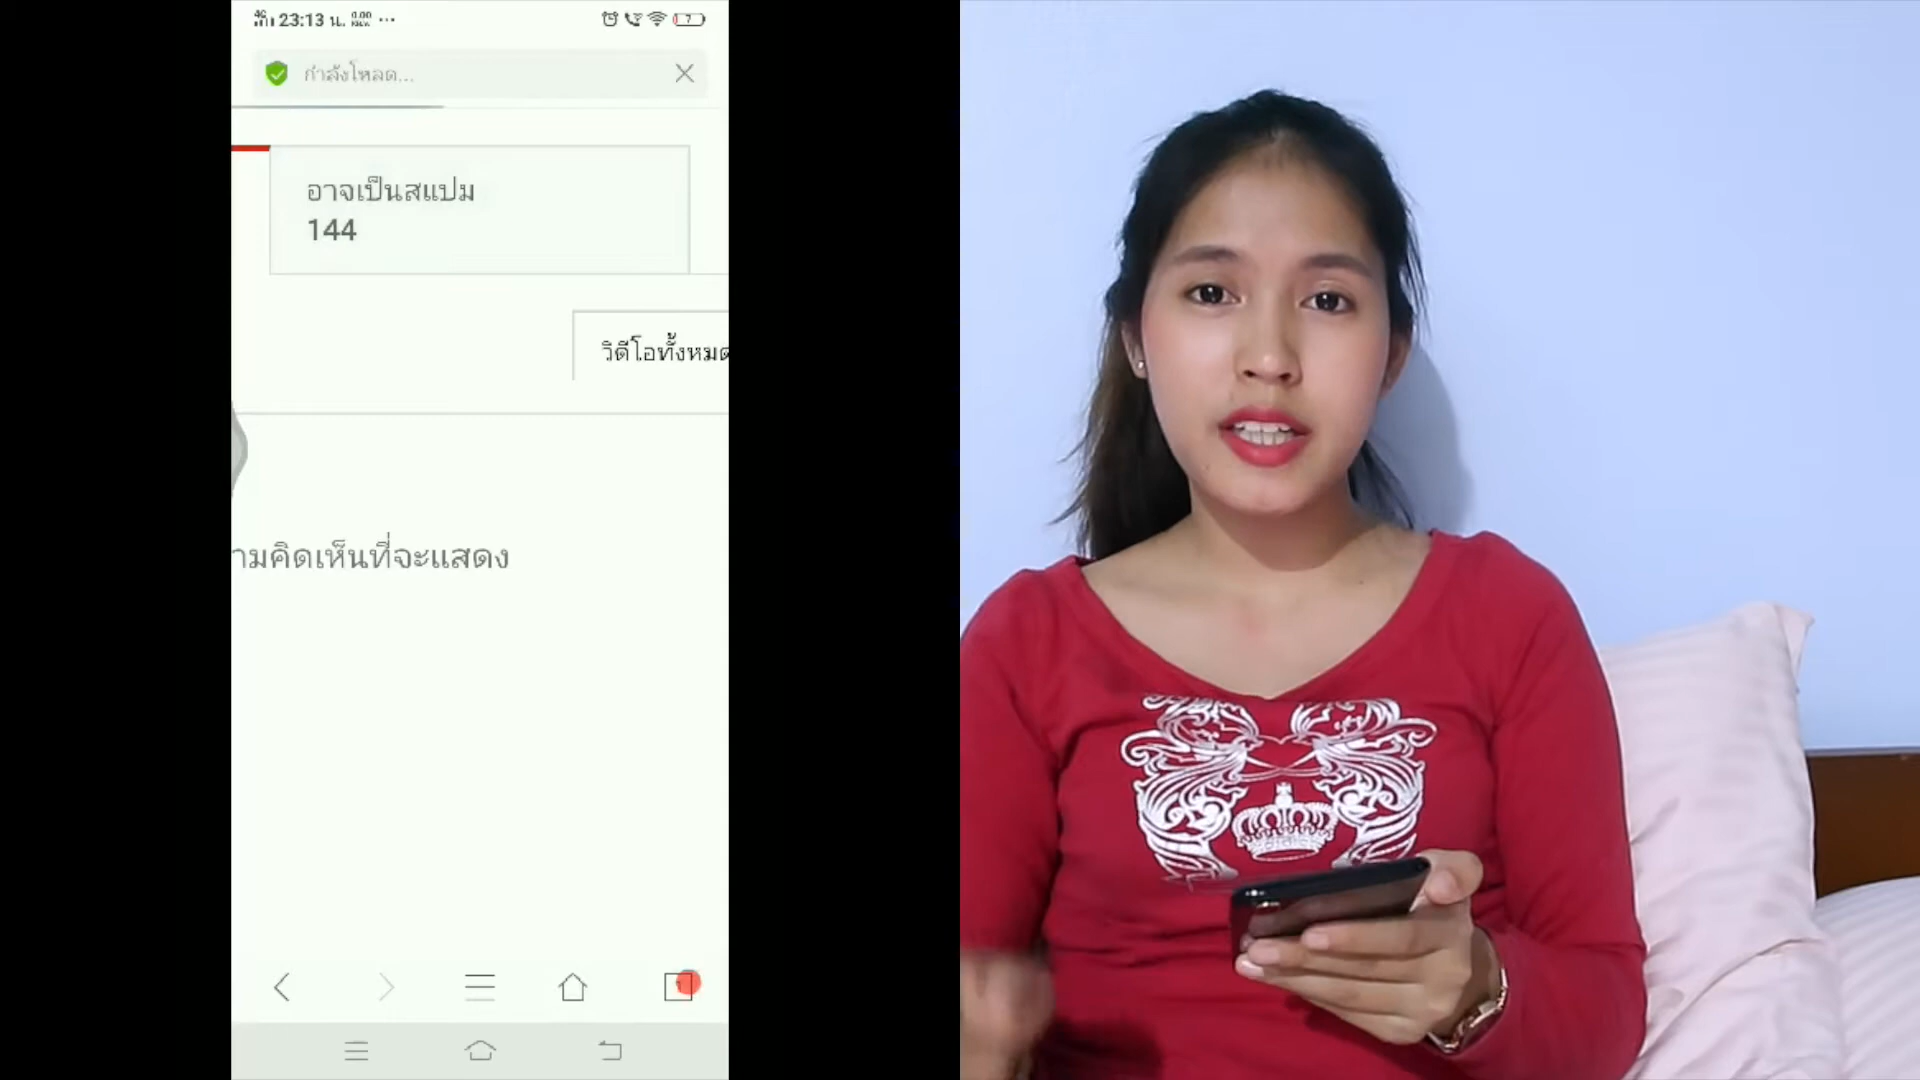 23:13 น.
7
กำลังโหลด...
อาจเป็นสแปม
144
วิดีโอทั้งหมด
ามคิดเห็นที่จะแสดง